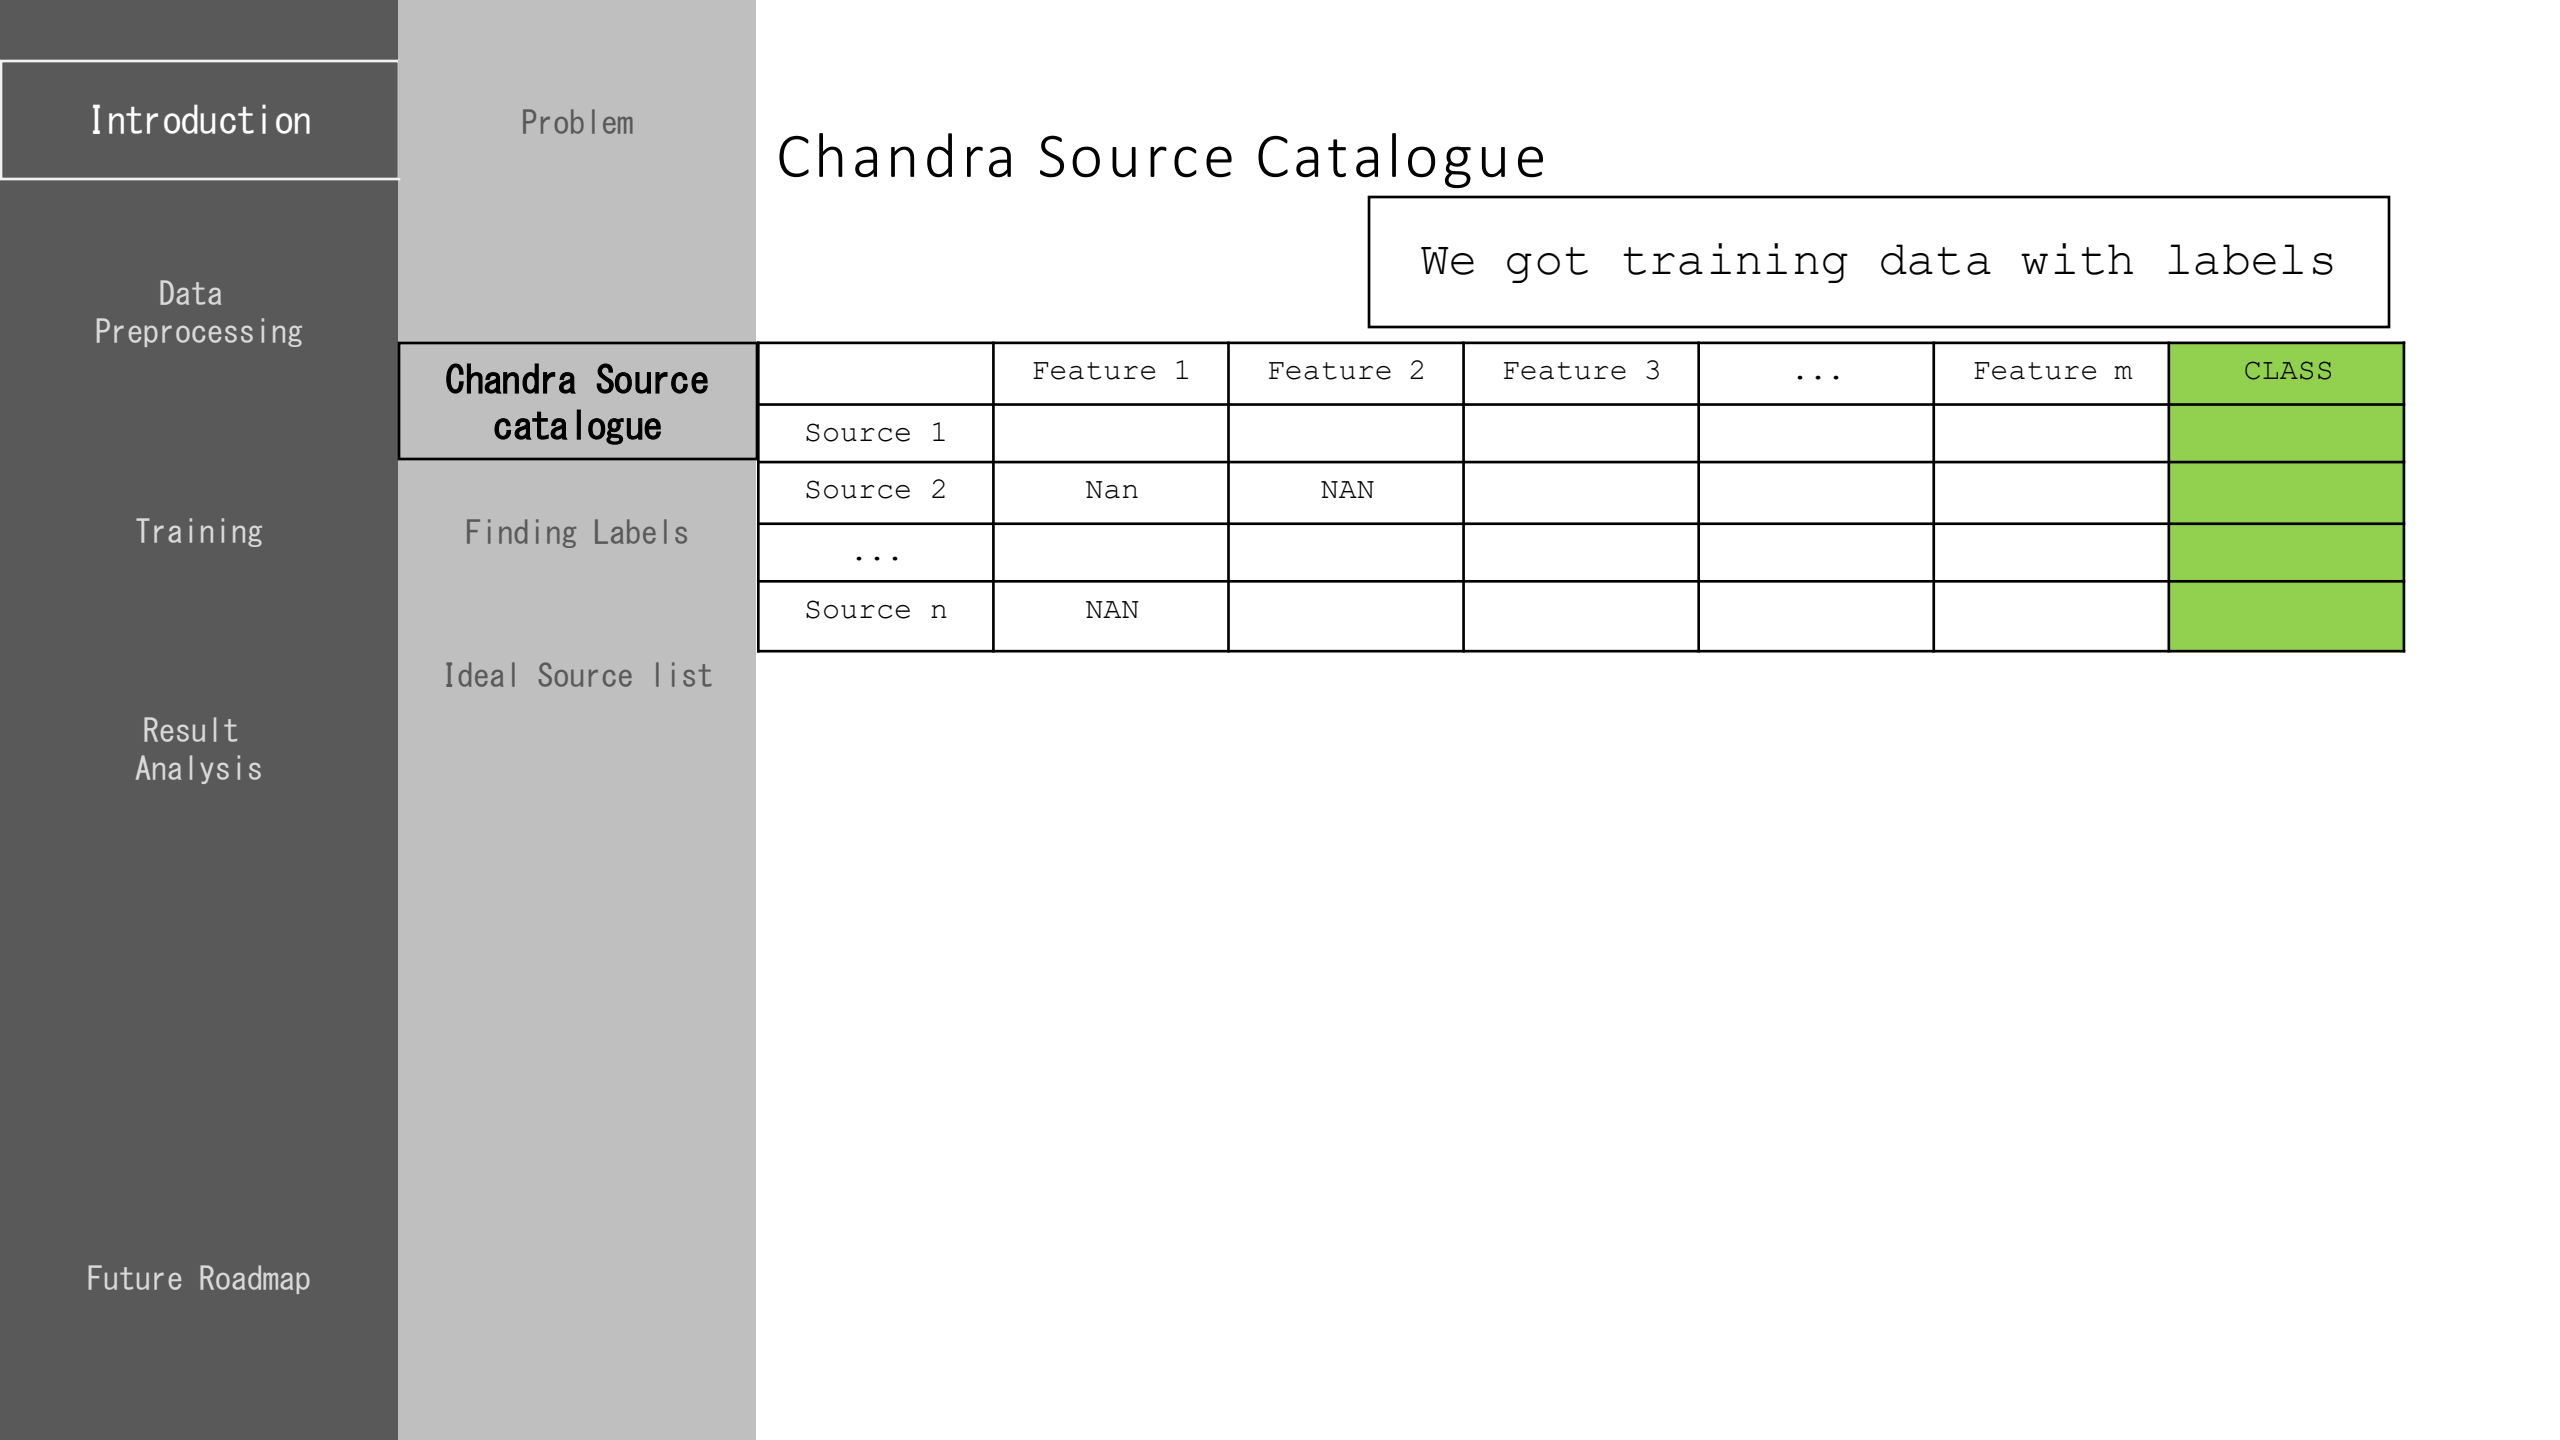 Introduction
Data
Preprocessing
Training
Result
Analysis
Future Roadmap
Problem
Chandra Source
catalogue
Finding Labels
Ideal Source list
Chandra Source Catalogue
We got training data with labels
Feature 1 Feature 2 Feature 3 ... Feature m CLASS
Source 1
Source 2 Nan NAN
...
Source n NAN